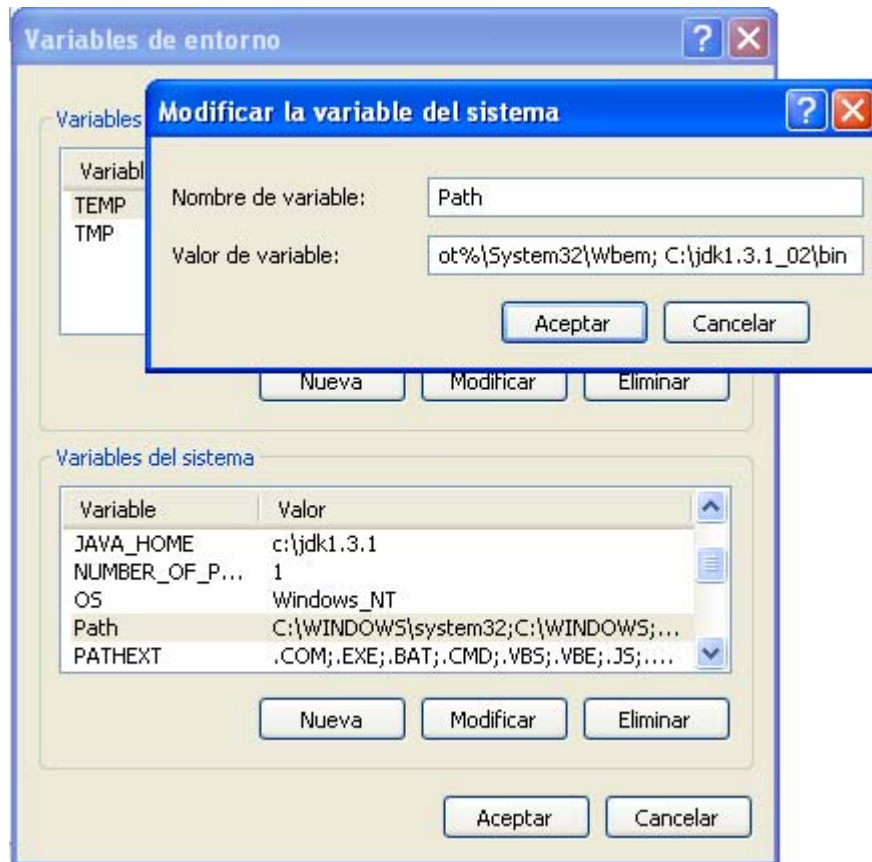 Variables de entorno
Modificar la variable del sistema
Variables
Variabl
TEMP
TMP
Nombre de variable: Path
Valor de variable: ot%\System32\Wbem; C:\jdk1.3.1_02\bin
Aceptar Cancelar
Nueva Modificar Eliminar
Variables del sistema
Variable Valor
JAVA_HOME c:\jdk1.3.1
NUMBER_OF_P... 1
OS Windows_NT
Path C:\WINDOWS\system32;C:\WINDOWS;...
PATHEXT .COM;.EXE;.BAT;.CMD;.VBS;.VBE;.JS;....
Nueva Modificar Eliminar
Aceptar Cancelar